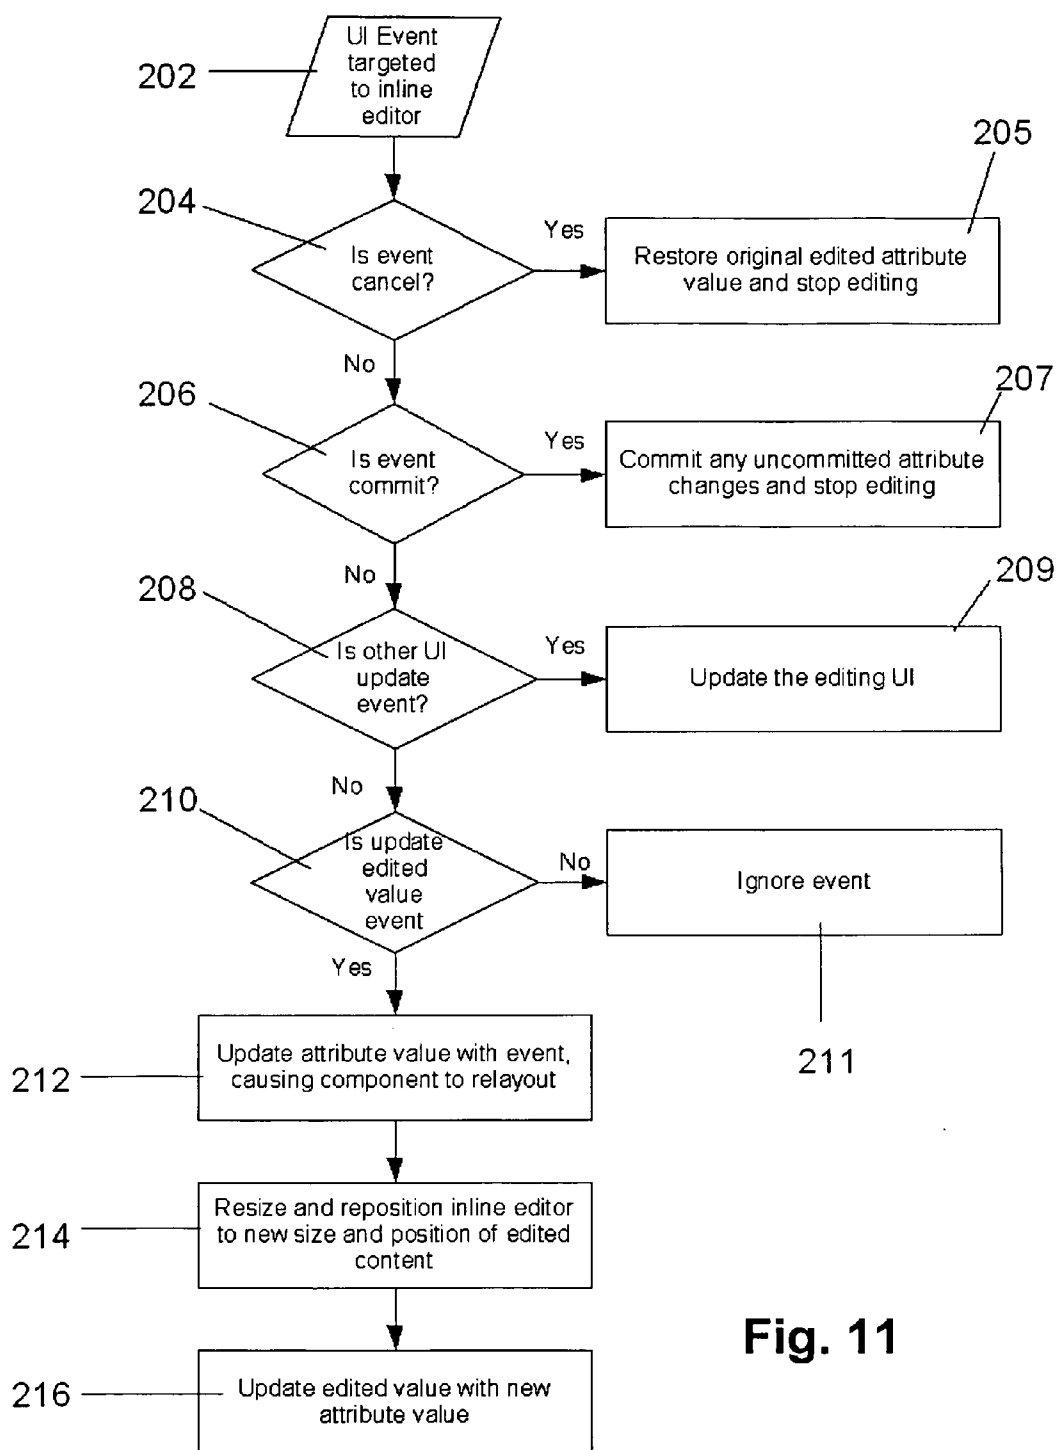 UI Event
targeted
to inline
editor
202
205
204
Is event
cancel?
Yes
Restore original edited attribute
value and stop editing
No
206
207
Is event
commit?
Yes
Commit any uncommitted attribute
changes and stop editing
No
208
209
Is other UI
update
event?
Yes
Update the editing UI
No
210
Is update
edited
value
event
No
Ignore event
Yes
211
212
Update attribute value with event,
causing component to relayout
214
Resize and reposition inline editor
to new size and position of edited
content
Fig. 11
216
Update edited value with new
attribute value